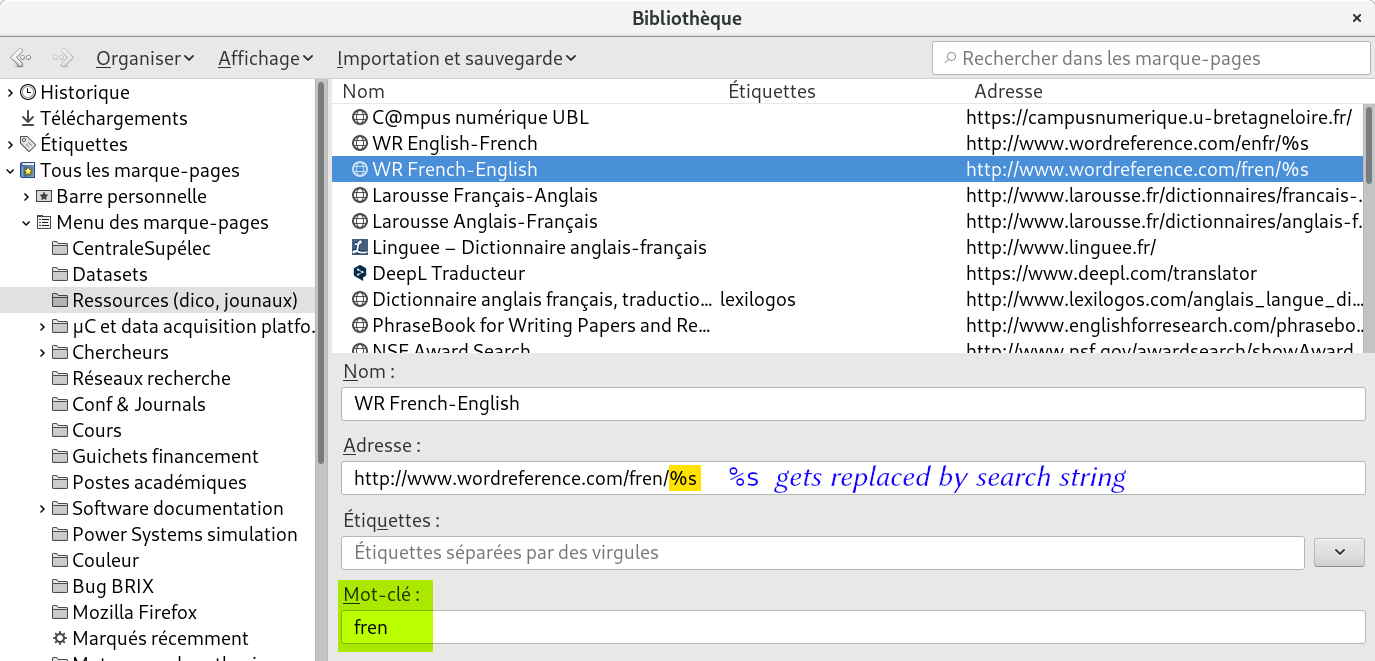 Bibliothèque
Organiser Affichage Importation et sauvegarde Rechercher dans les marque-pages
Historique
Téléchargements
Étiquettes
Tous les marque-pages
Barre personnelle
Menu des marque-pages
CentraleSupélec
Datasets
Ressources (dico, jounaux)
µC et data acquisition platfo.
Chercheurs
Réseaux recherche
Conf & Journals
Cours
Guichets financement
Postes académiques
Software documentation
Power Systems simulation
Couleur
Bug BRIX
Mozilla Firefox
Marqués récemment
Nom Étiquettes Adresse
C@mpus numérique UBL https://campusnumerique.u-bretagneloire.fr/
WR English-French http://www.wordreference.com/enfr/%s
WR French-English http://www.wordreference.com/fren/%s
Larousse Français-Anglais http://www.larousse.fr/dictionnaires/francais-…
Larousse Anglais-Français http://www.larousse.fr/dictionnaires/anglais-f…
Linguee – Dictionnaire anglais-français http://www.linguee.fr/
DeepL Traducteur https://www.deepl.com/translator
Dictionnaire anglais français, traductio… lexilogos http://www.lexilogos.com/anglais_langue_di…
PhraseBook for Writing Papers and Re… http://www.englishforresearch.com/phrasebo…
NSF Award Search http://www.nsf.gov/awardsearch/showAward
Nom :
WR French-English
Adresse :
http://www.wordreference.com/fren/%s %s gets replaced by search string
Étiquettes :
Étiquettes séparées par des virgules
Mot-clé :
fren